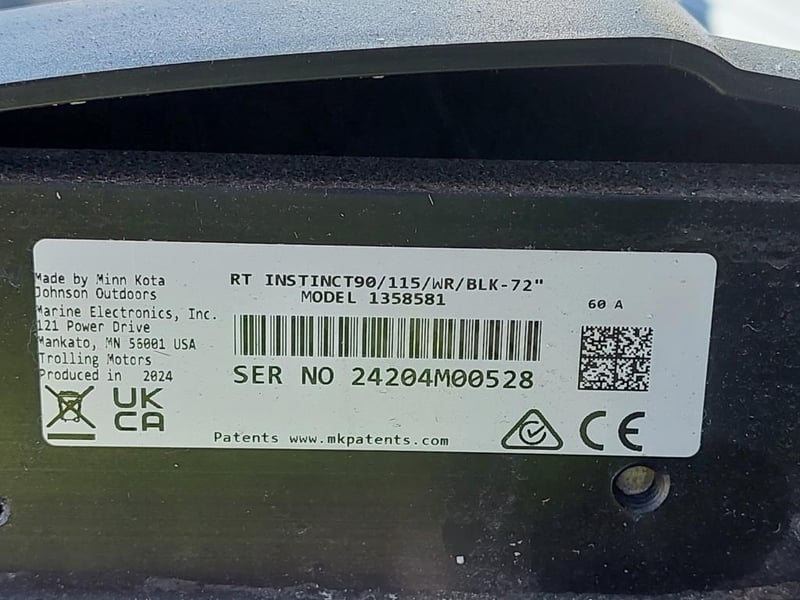 Made by Minn Kota
Johnson Outdoors
Marine Electronics, Inc.
121 Power Drive
Mankato, MN 56001 USA
Trolling Motors
Produced in 2024
RT INSTINCT90/115/WR/BLK-72"
MODEL 1358581
60 A
SER NO 24204M00528
UK
CA
Patents www.mkpatents.com
CE